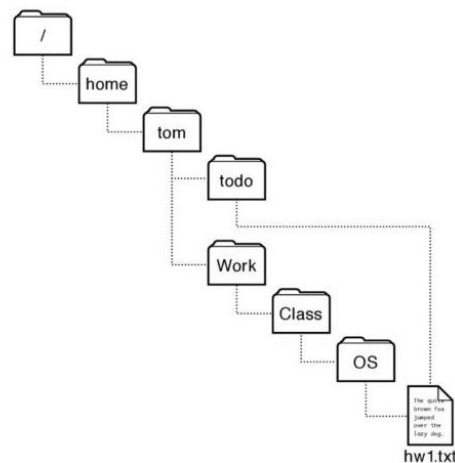 /
home
tom
todo
Work
Class
OS
The quick
brown fox
jumped
over the
lazy dog.
hw1.txt